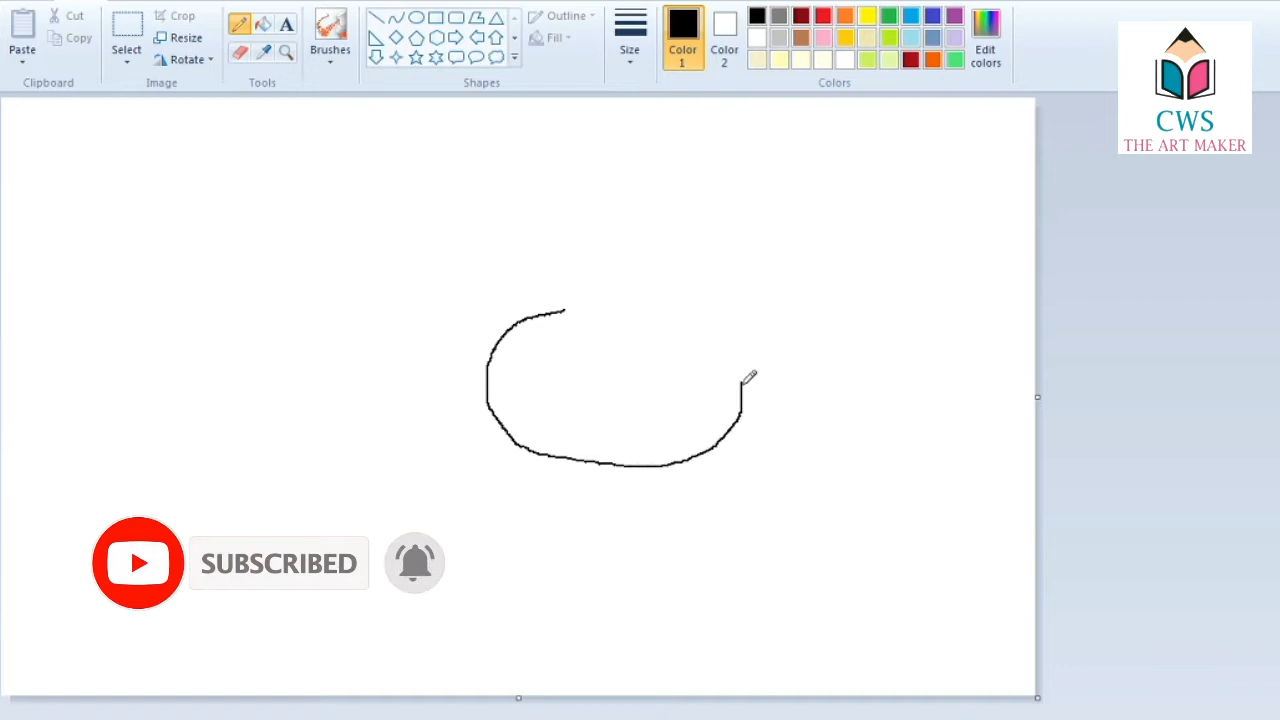 Cut
Copy
Paste
Clipboard
Crop
Resize
Rotate
Select
Image
A
Tools
Brushes
Outline
Fill
Shapes
Size
Color 1
Color 2
Edit colors
Colors
CWS
THE ART MAKER
SUBSCRIBED